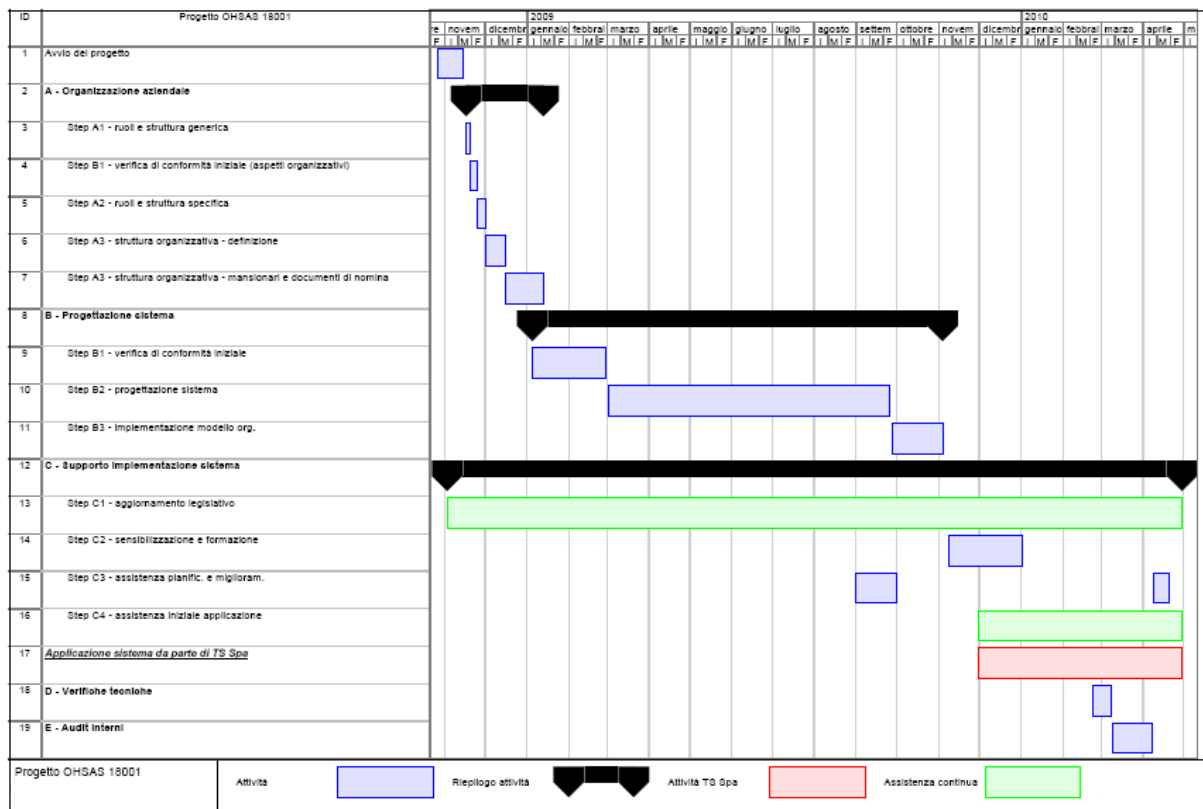 ID Progetto OHSAS 18001 2009 2010
re novem dicembr gennaio febbrai marzo aprile maggio giugno luglio agosto settem ottobre novem dicembr gennaio febbrai marzo aprile m
F I M F I M F I M F I M F I M F I M F I M F I M F I M F I M F I M F I M F I M F I M F I M F I M F I M F I M F I
1 Avvio del progetto
2 A - Organizzazione aziendale
3 Step A1 - ruoli e struttura generica
4 Step B1 - verifica di conformità iniziale (aspetti organizzativi)
5 Step A2 - ruoli e struttura specifica
6 Step A3 - struttura organizzativa - definizione
7 Step A3 - struttura organizzativa - mansionari e documenti di nomina
8 B - Progettazione sistema
9 Step B1 - verifica di conformità iniziale
10 Step B2 - progettazione sistema
11 Step B3 - implementazione modello org.
12 C - Supporto implementazione sistema
13 Step C1 - aggiornamento legislativo
14 Step C2 - sensibilizzazione e formazione
15 Step C3 - assistenza planific. e miglioram.
16 Step C4 - assistenza iniziale applicazione
17 Applicazione sistema da parte di TS Spa
18 D - Verifiche tecniche
19 E - Audit interni
Progetto OHSAS 18001 Attività Riepilogo attività Attività TS Spa Assistenza continua